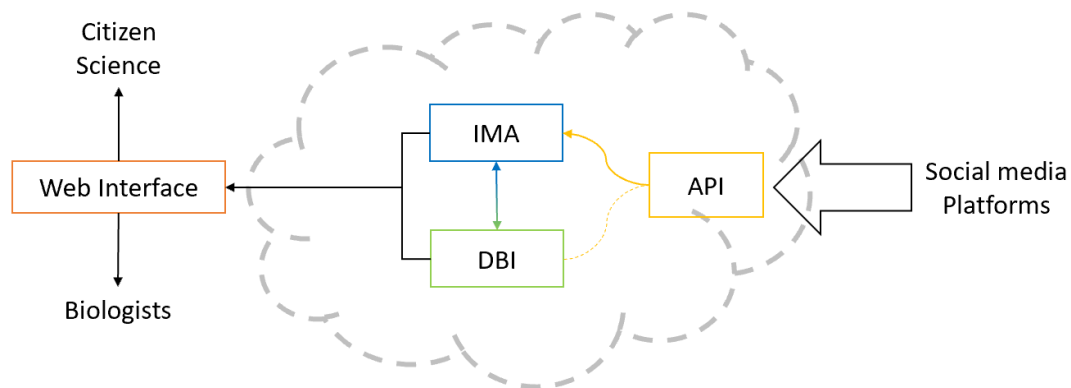 Citizen
Science
Web Interface
Biologists
IMA
DBI
API
Social media
Platforms